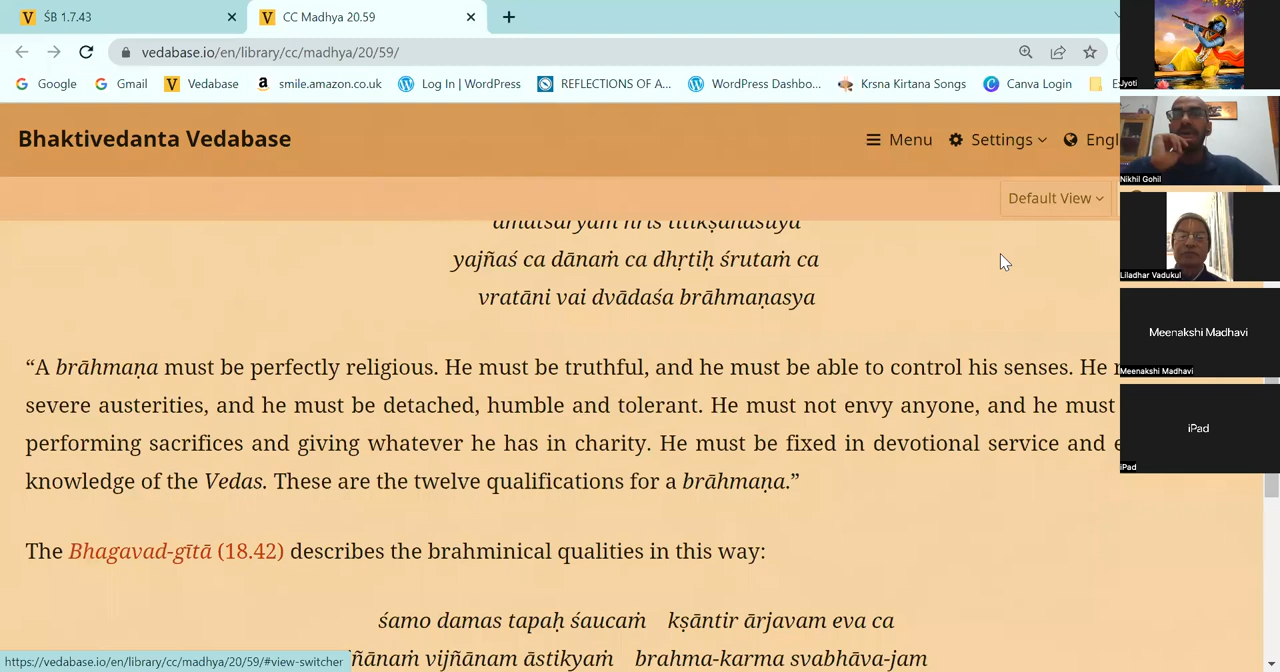 ŚB 1.7.43
CC Madhya 20.59
vedabase.io/en/library/cc/madhya/20/59/
Google Gmail Vedabase smile.amazon.co.uk Log In | WordPress REFLECTIONS OF A... WordPress Dashbo... Krsna Kirtana Songs Canva Login
Bhaktivedanta Vedabase
Menu Settings Engl
Default View
amātsaryaṁ hrīs titikṣānasūyā
yajñaś ca dānaṁ ca dhṛtiḥ śrutaṁ ca
vratāni vai dvādaśa brāhmaṇasya
“A brāhmaṇa must be perfectly religious. He must be truthful, and he must be able to control his senses. He
severe austerities, and he must be detached, humble and tolerant. He must not envy anyone, and he must
performing sacrifices and giving whatever he has in charity. He must be fixed in devotional service and
knowledge of the Vedas. These are the twelve qualifications for a brāhmaṇa.”
The Bhagavad-gītā (18.42) describes the brahminical qualities in this way:
śamo damas tapaḥ śaucaṁ kṣāntir ārjavam eva ca
ñānaṁ vijñānam āstikyaṁ brahma-karma svabhāva-jam
https://vedabase.io/en/library/cc/madhya/20/59/#view-switcher
Jyoti
Nikhil Gohil
Liladhar Vadukul
Meenakshi Madhavi
Meenakshi Madhavi
iPad
iPad